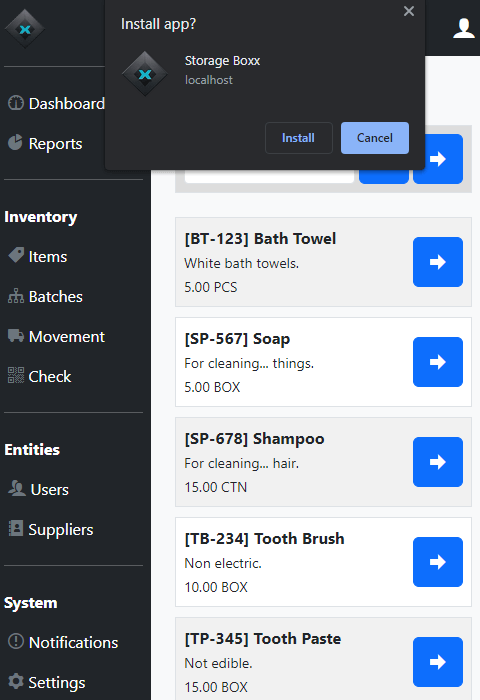 Install app?
Storage Boxx
localhost
Install
Cancel
Dashboard
Reports
Inventory
Items
Batches
Movement
Check
Entities
Users
Suppliers
System
Notifications
Settings
[BT-123] Bath Towel
White bath towels.
5.00 PCS
[SP-567] Soap
For cleaning... things.
5.00 BOX
[SP-678] Shampoo
For cleaning... hair.
15.00 CTN
[TB-234] Tooth Brush
Non electric.
10.00 BOX
[TP-345] Tooth Paste
Not edible.
15.00 BOX